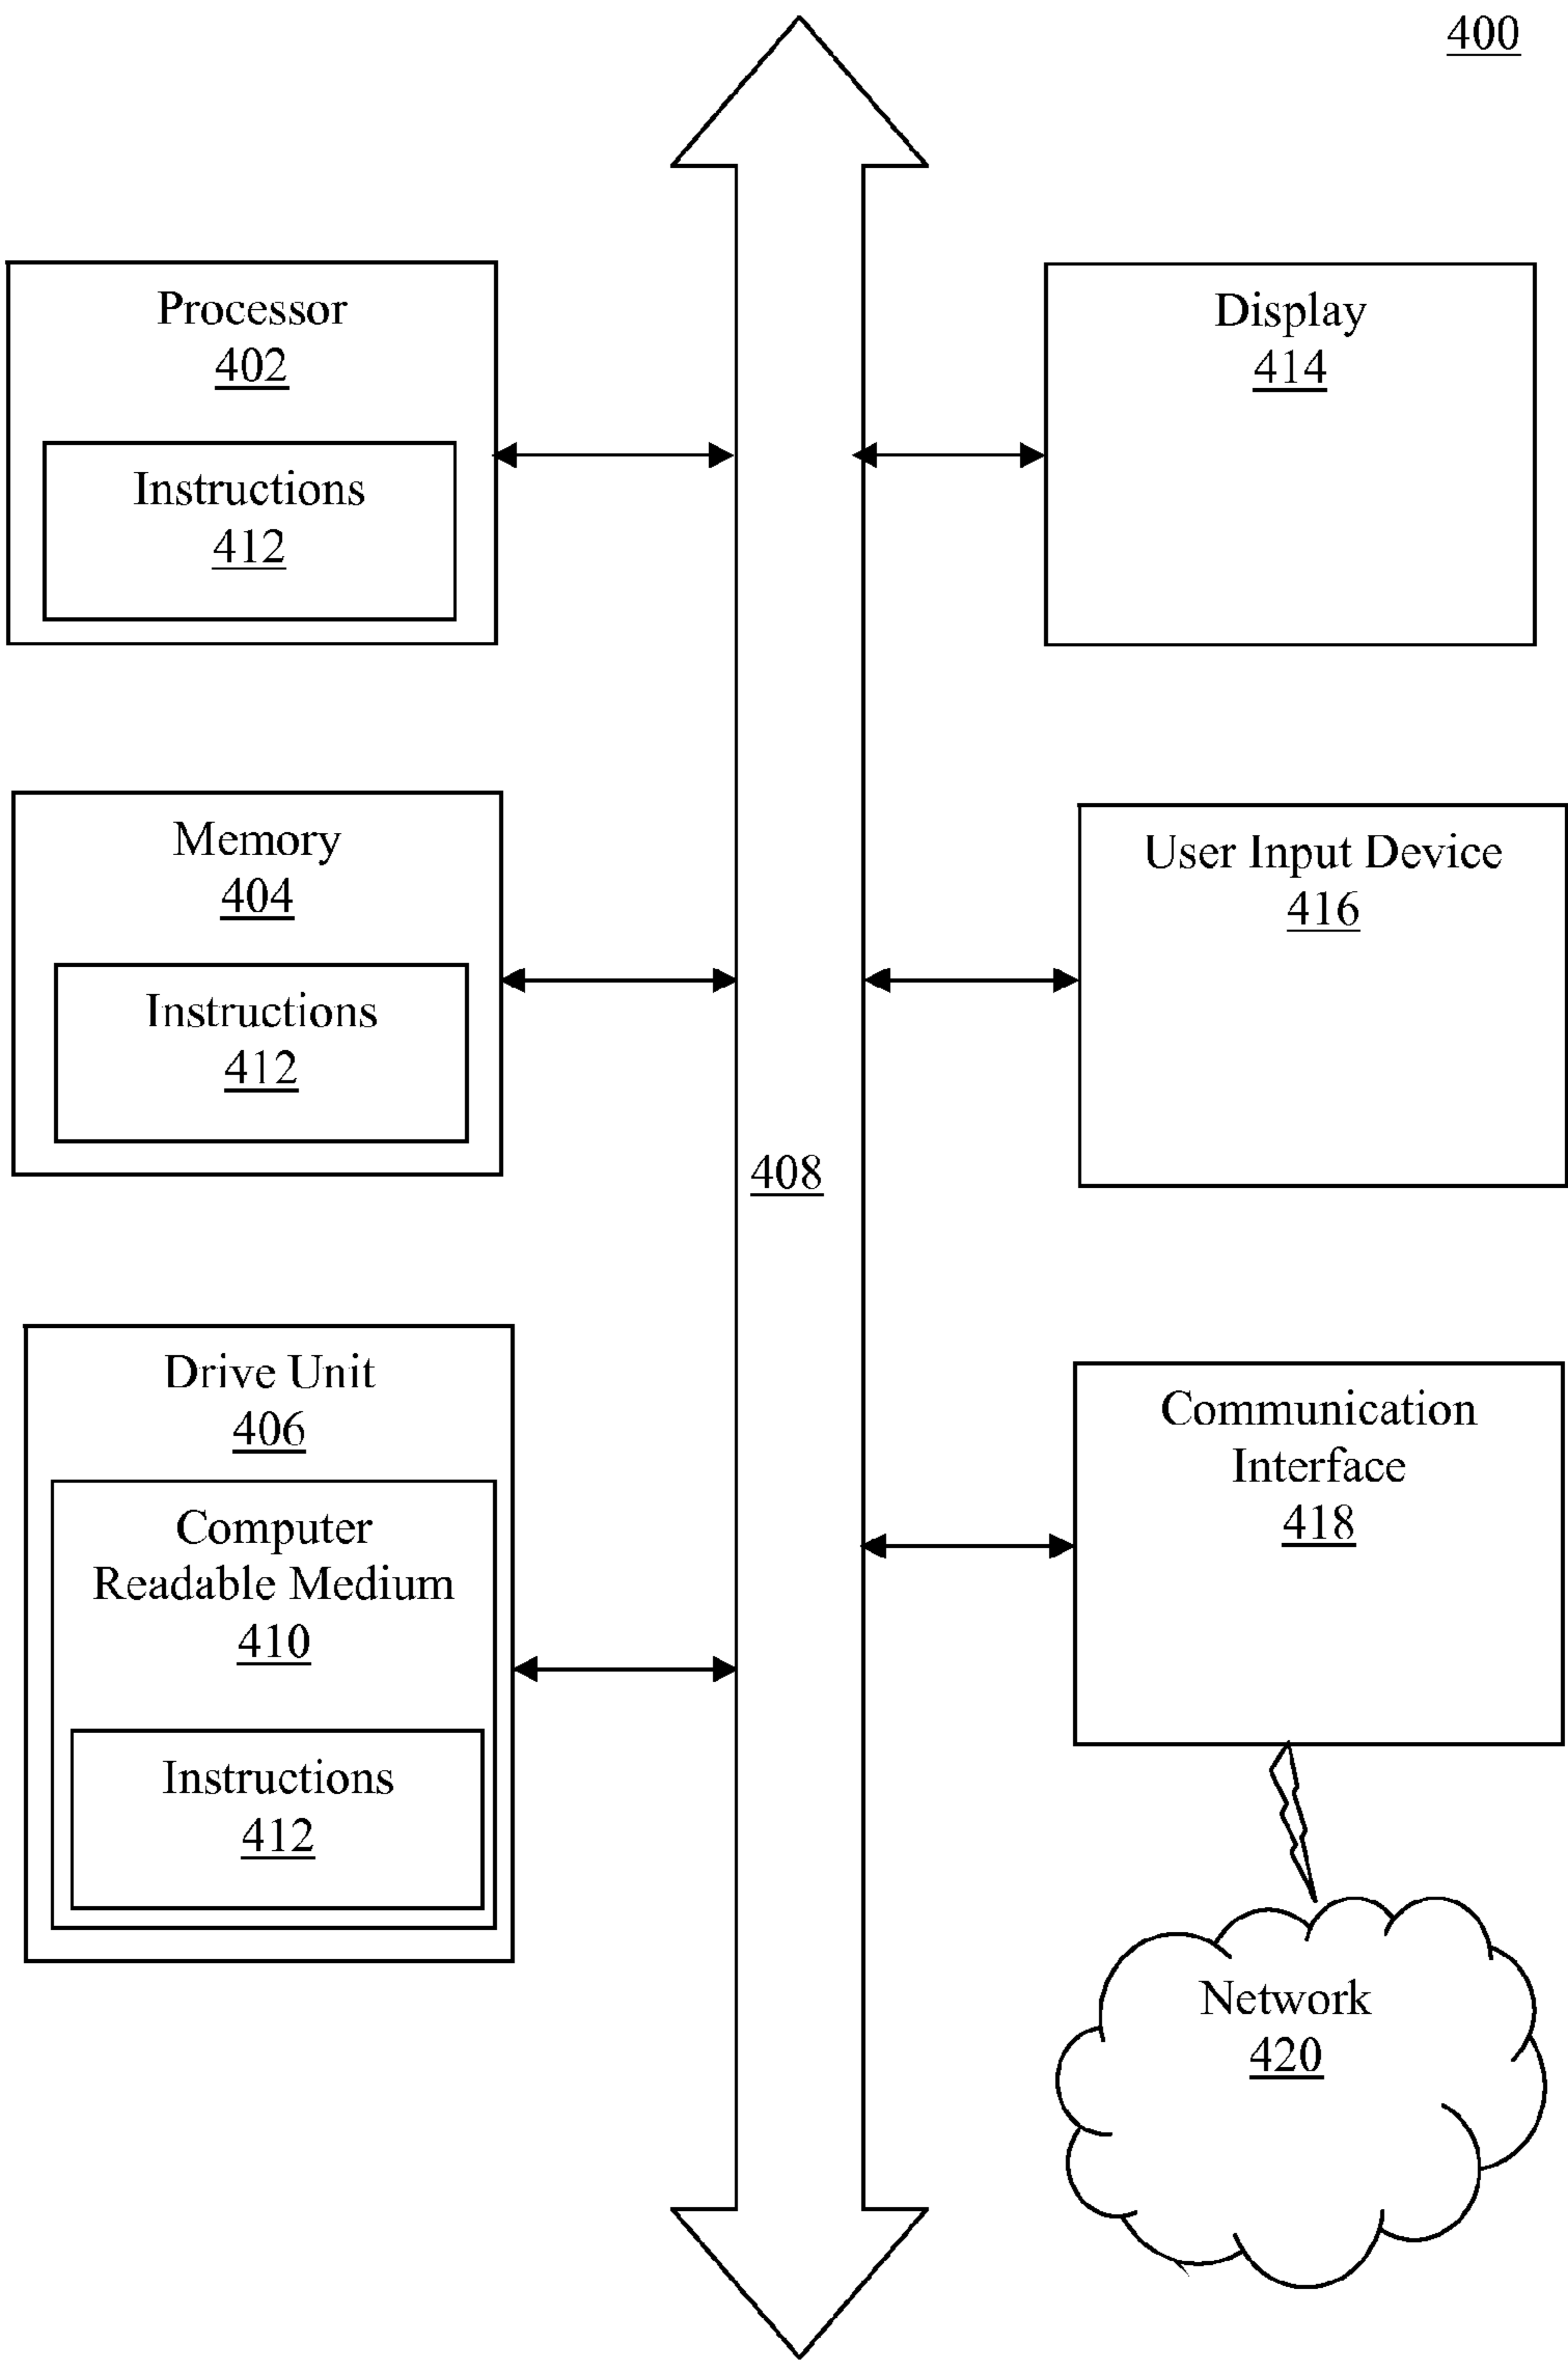 400
Processor
402
Instructions
412
Display
414
Memory
404
Instructions
412
User Input Device
416
408
Drive Unit
406
Computer
Readable Medium
410
Instructions
412
Communication
Interface
418
Network
420